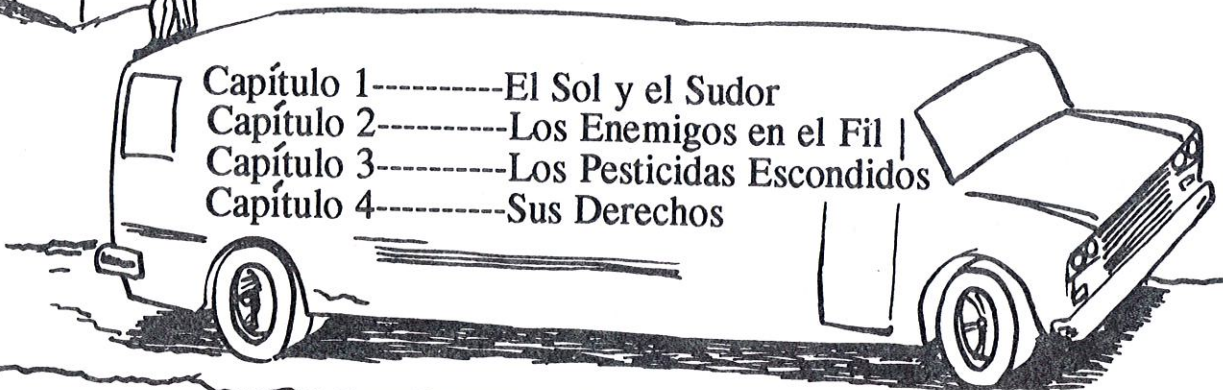 Capítulo 1----------El Sol y el Sudor
Capítulo 2----------Los Enemigos en el Fil
Capítulo 3----------Los Pesticidas Escondidos
Capítulo 4----------Sus Derechos